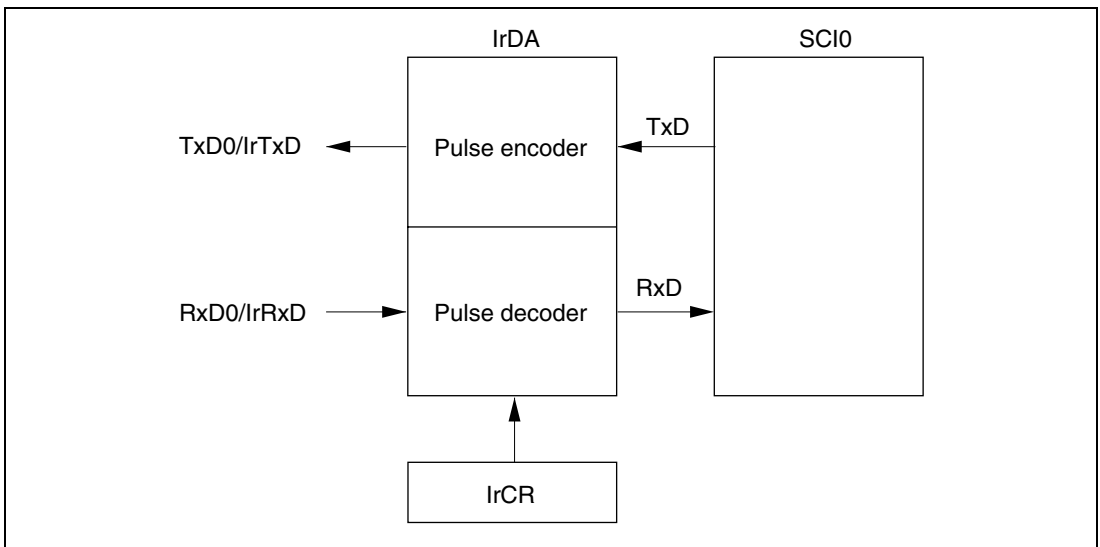 IrDA
SCI0
TxD0/IrTxD
Pulse encoder
TxD
RxD0/IrRxD
Pulse decoder
RxD
IrCR